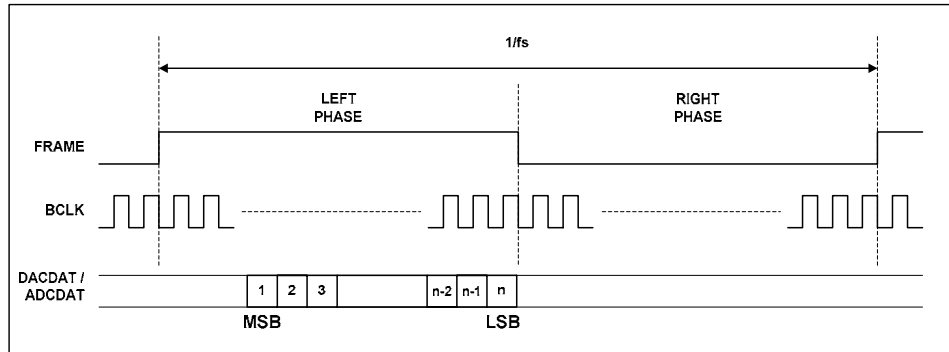 1/fs
LEFT
PHASE
RIGHT
PHASE
FRAME
BCLK
DACDAT /
ADCDAT
1 2 3 n-2 n-1 n
MSB LSB